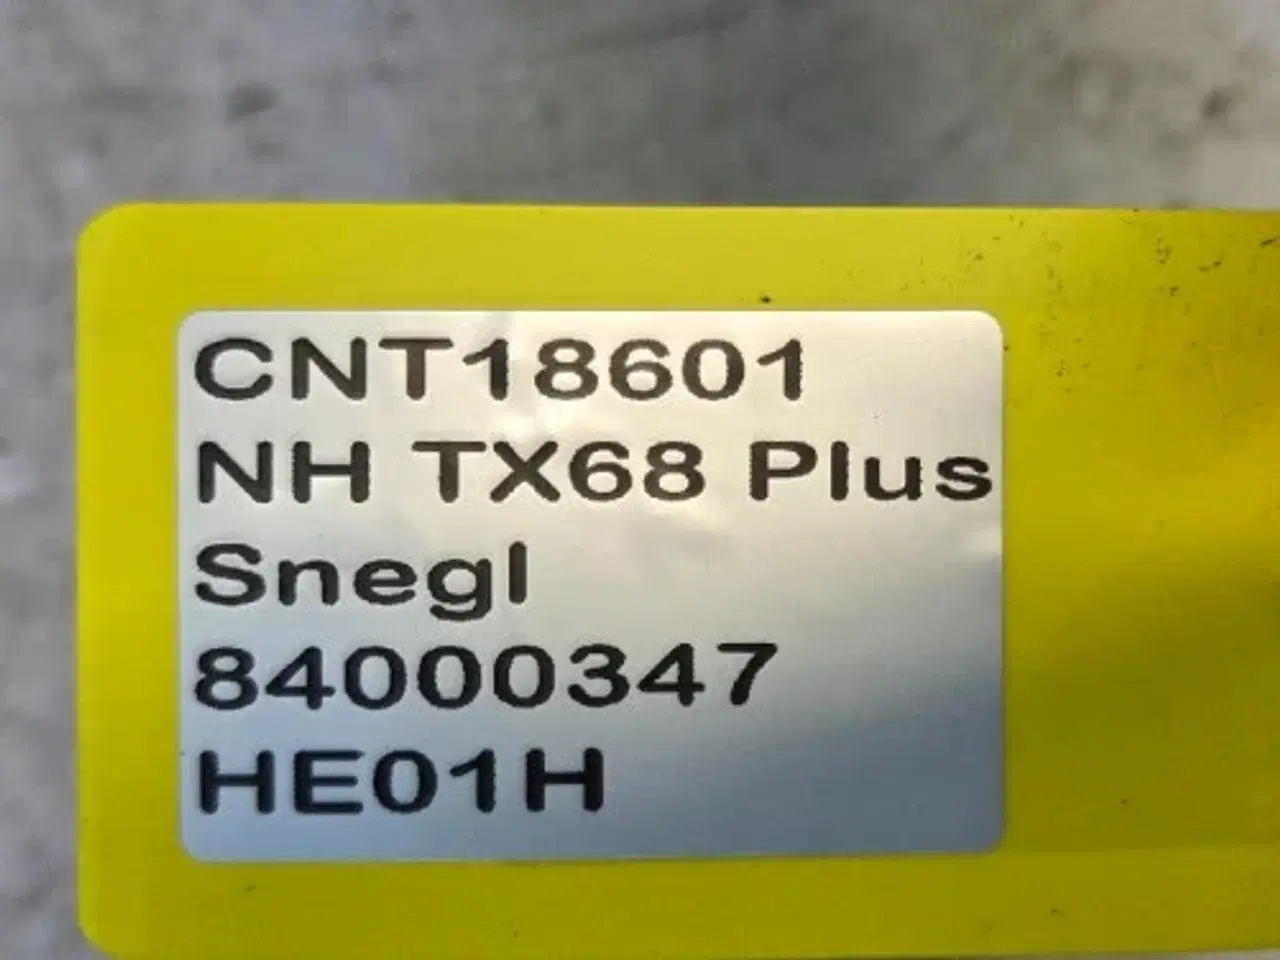 CNT18601
NH TX68 Plus
Snegl
84000347
HE01H